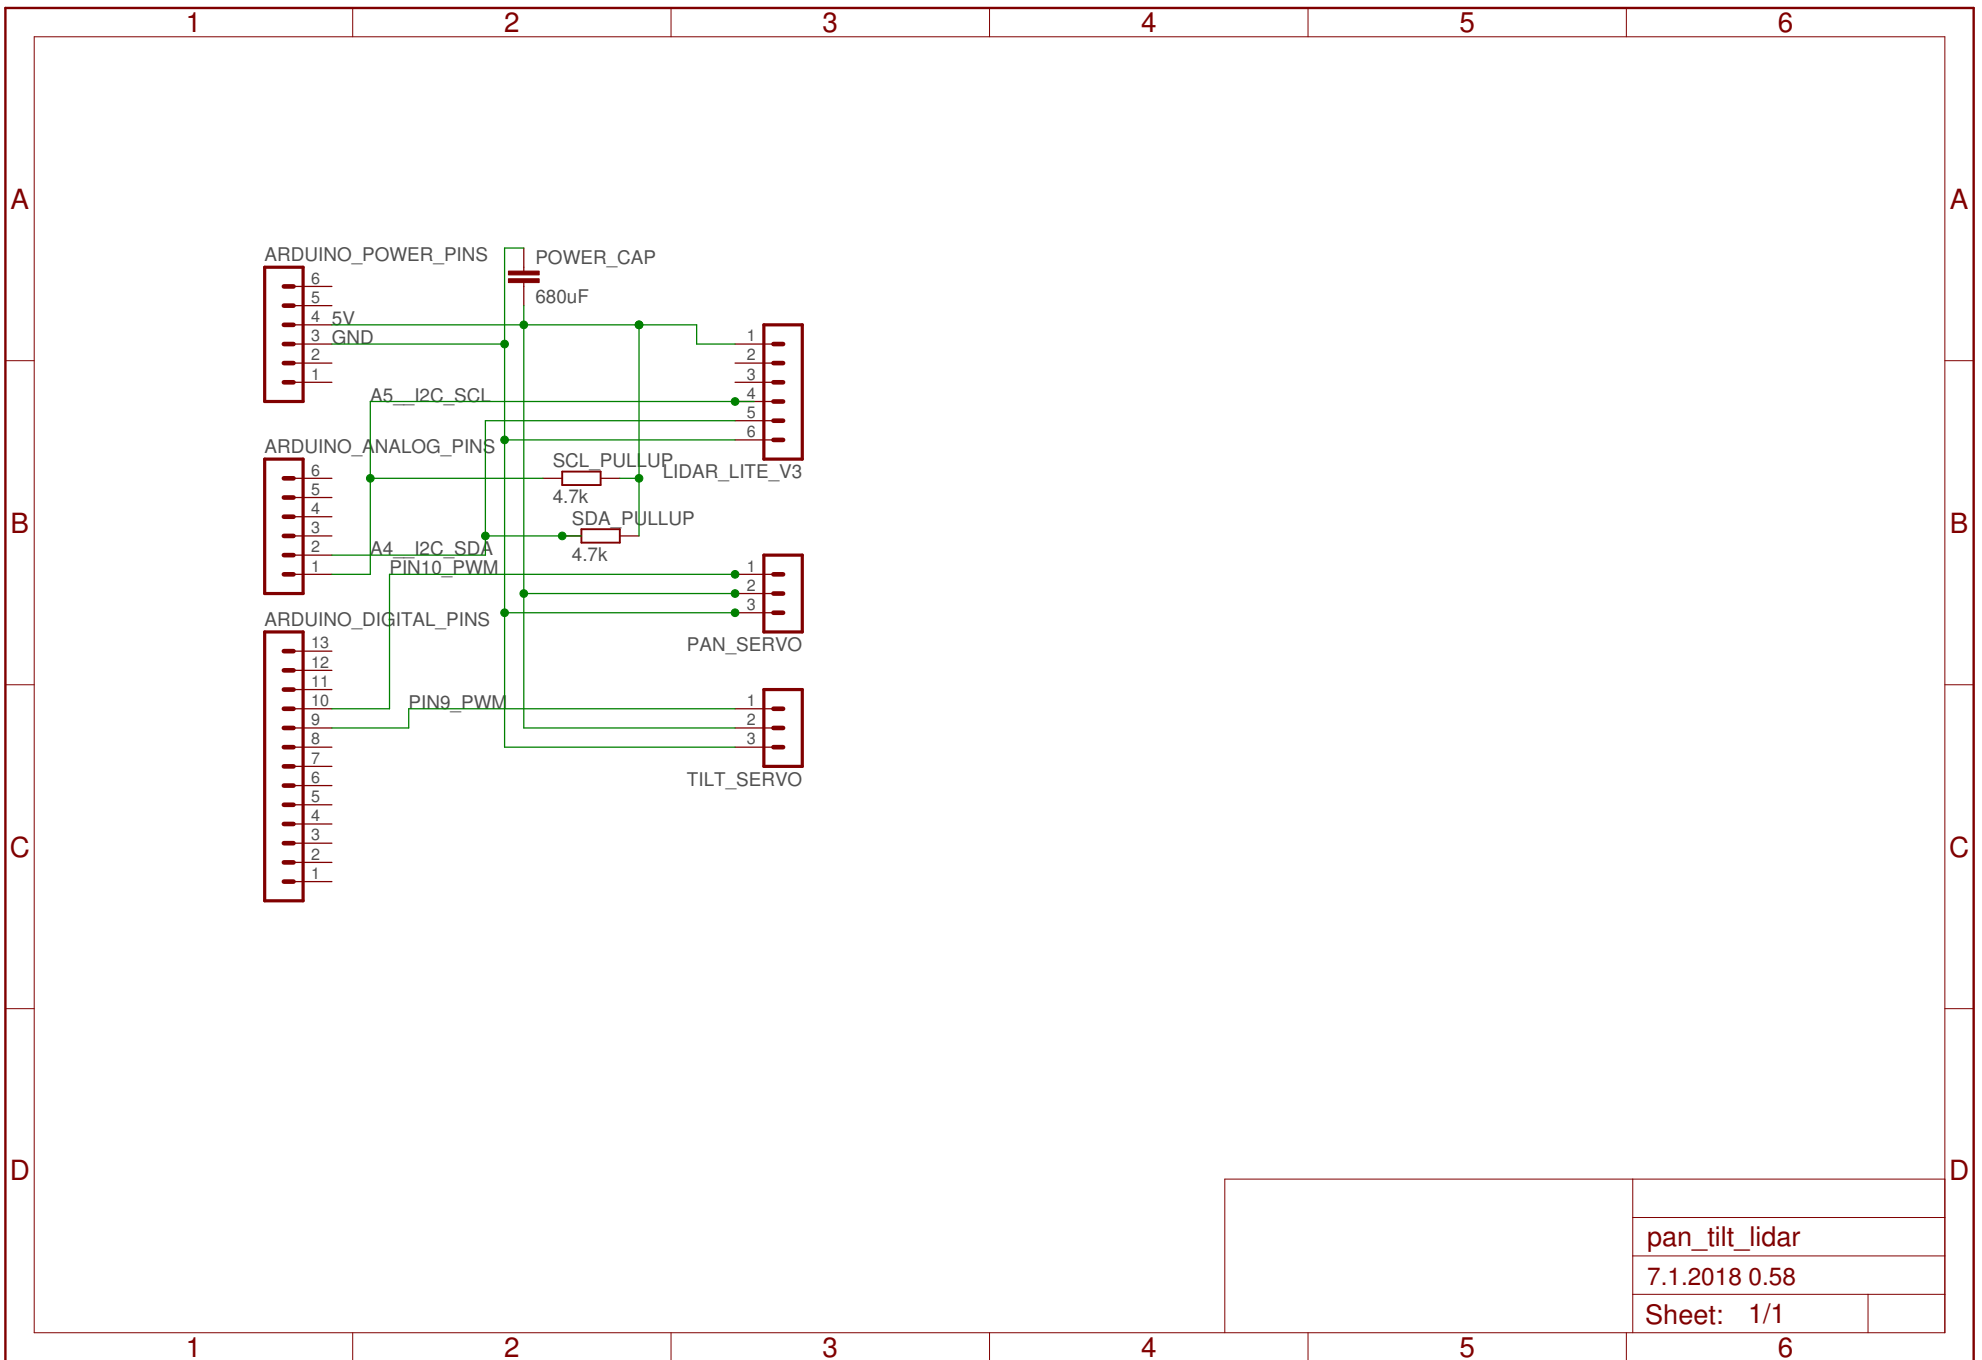 1 2 3 4 5 6
A A
ARDUINO_POWER_PINS
6
5
4 5V
3 GND
2
1
POWER_CAP
680uF
1
2
3
4
5
6
LIDAR_LITE_V3
A5__I2C_SCL
B B
ARDUINO_ANALOG_PINS
6
5
4
3
2
1
SCL_PULLUP
4.7k
SDA_PULLUP
4.7k
A4__I2C_SDA
PIN10_PWM
1
2
3
PAN_SERVO
ARDUINO_DIGITAL_PINS
13
12
11
10
9
8
7
6
5
4
3
2
1
PIN9_PWM
1
2
3
TILT_SERVO
C C
D D
pan_tilt_lidar
7.1.2018 0.58
Sheet: 1/1
1 2 3 4 5 6